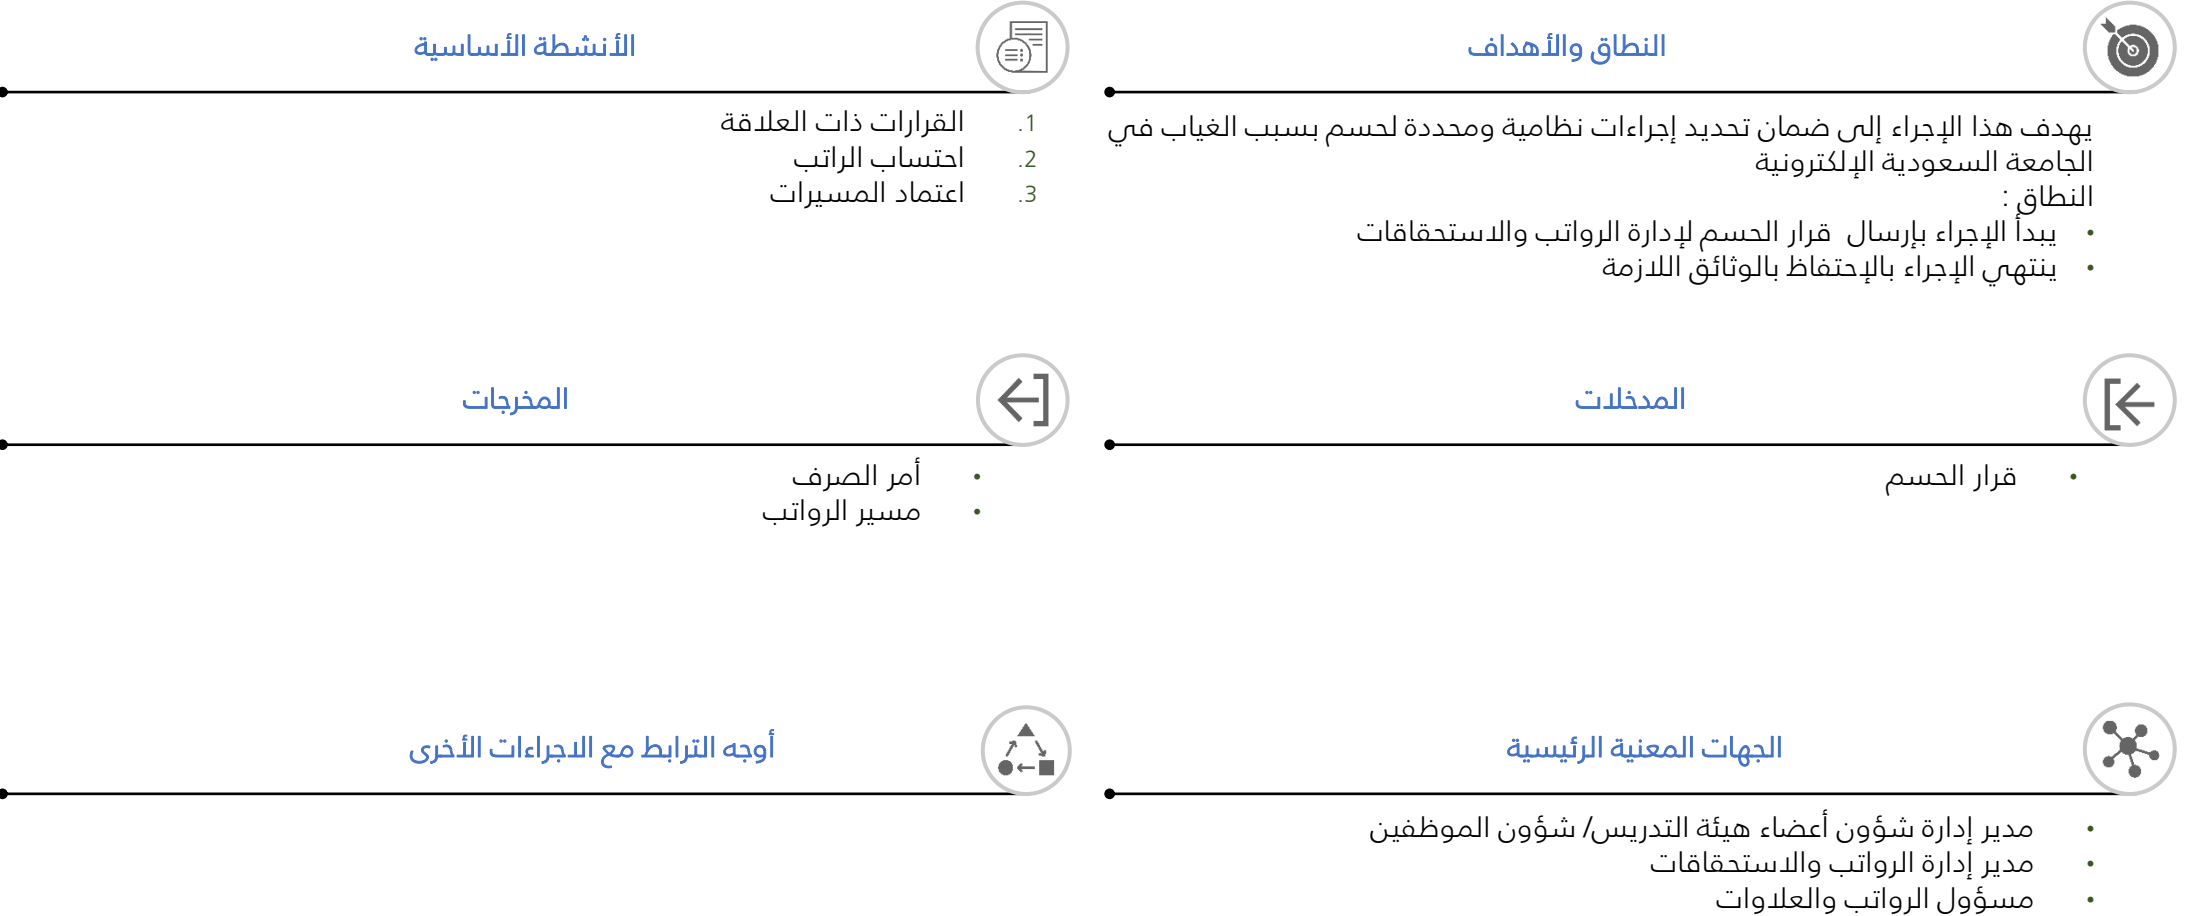 النطاق والأهداف
يهدف هذا الإجراء إلى ضمان تحديد إجراءات نظامية ومحددة لحسم بسبب الغياب في
الجامعة السعودية الإلكترونية
النطاق :
• يبدأ الإجراء بإرسال قرار الحسم لإدارة الرواتب والاستحقاقات
• ينتهي الإجراء بالإحتفاظ بالوثائق اللازمة
الأنشطة الأساسية
1. القرارات ذات العلاقة
2. احتساب الراتب
3. اعتماد المسيرات
المدخلات
• قرار الحسم
المخرجات
• أمر الصرف
• مسير الرواتب
الجهات المعنية الرئيسية
• مدير إدارة شؤون أعضاء هيئة التدريس/ شؤون الموظفين
• مدير إدارة الرواتب والاستحقاقات
• مسؤول الرواتب والعلاوات
أوجه الترابط مع الاجراءات الأخرى